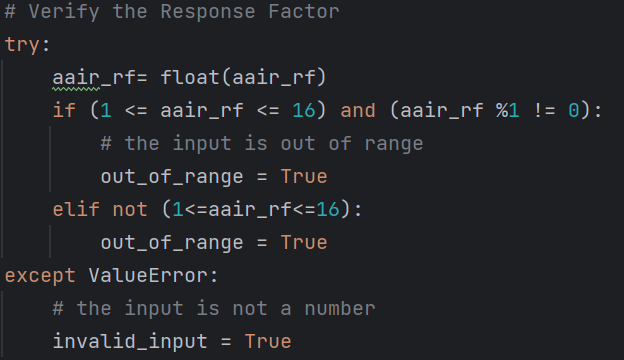 # Verify the Response Factor
try:
    aair_rf= float(aair_rf)
    if (1 <= aair_rf <= 16) and (aair_rf %1 != 0):
        # the input is out of range
        out_of_range = True
    elif not (1<=aair_rf<=16):
        out_of_range = True
except ValueError:
    # the input is not a number
    invalid_input = True